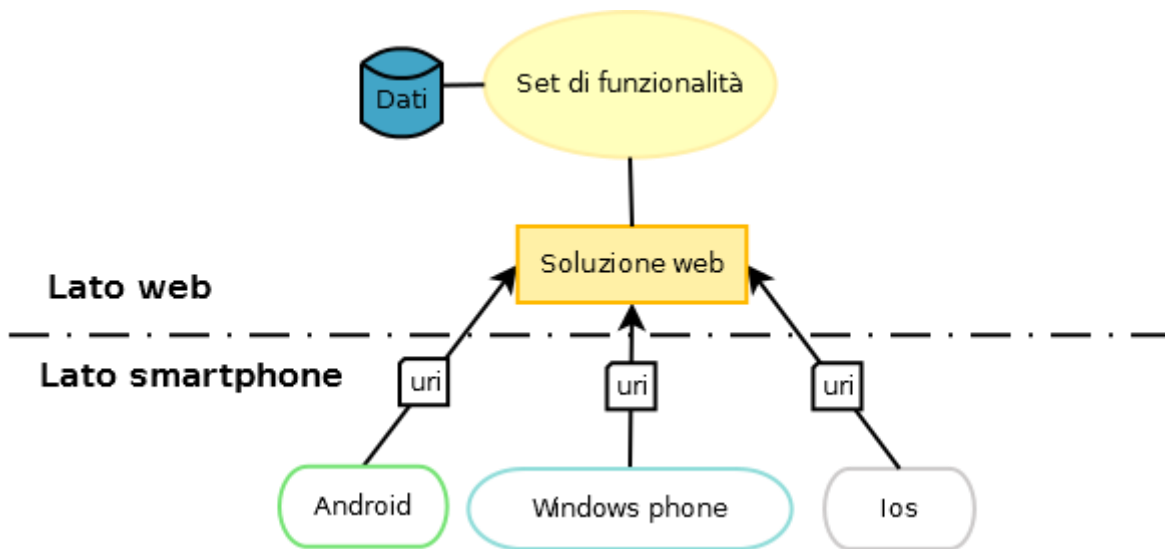 Set di funzionalità
Dati
Soluzione web
Lato web
Lato smartphone
uri
uri
uri
Android
Windows phone
Ios